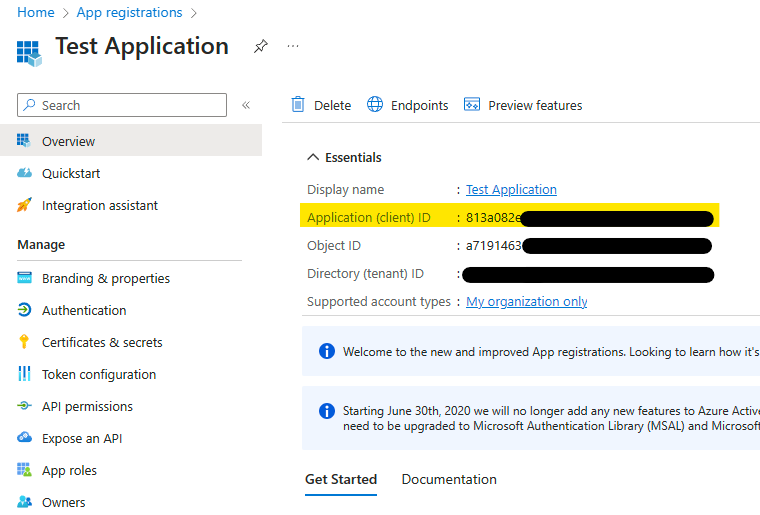 Home > App registrations >
Test Application
Search
«
Delete
Endpoints
Preview features
Overview
Quickstart
Integration assistant
Manage
Branding & properties
Authentication
Certificates & secrets
Token configuration
API permissions
Expose an API
App roles
Owners
Essentials
Display name : Test Application
Application (client) ID : 813a082e
Object ID : a7191463
Directory (tenant) ID :
Supported account types : My organization only
Welcome to the new and improved App registrations. Looking to learn how it's
Starting June 30th, 2020 we will no longer add any new features to Azure Active
need to be upgraded to Microsoft Authentication Library (MSAL) and Microsof
Get Started
Documentation